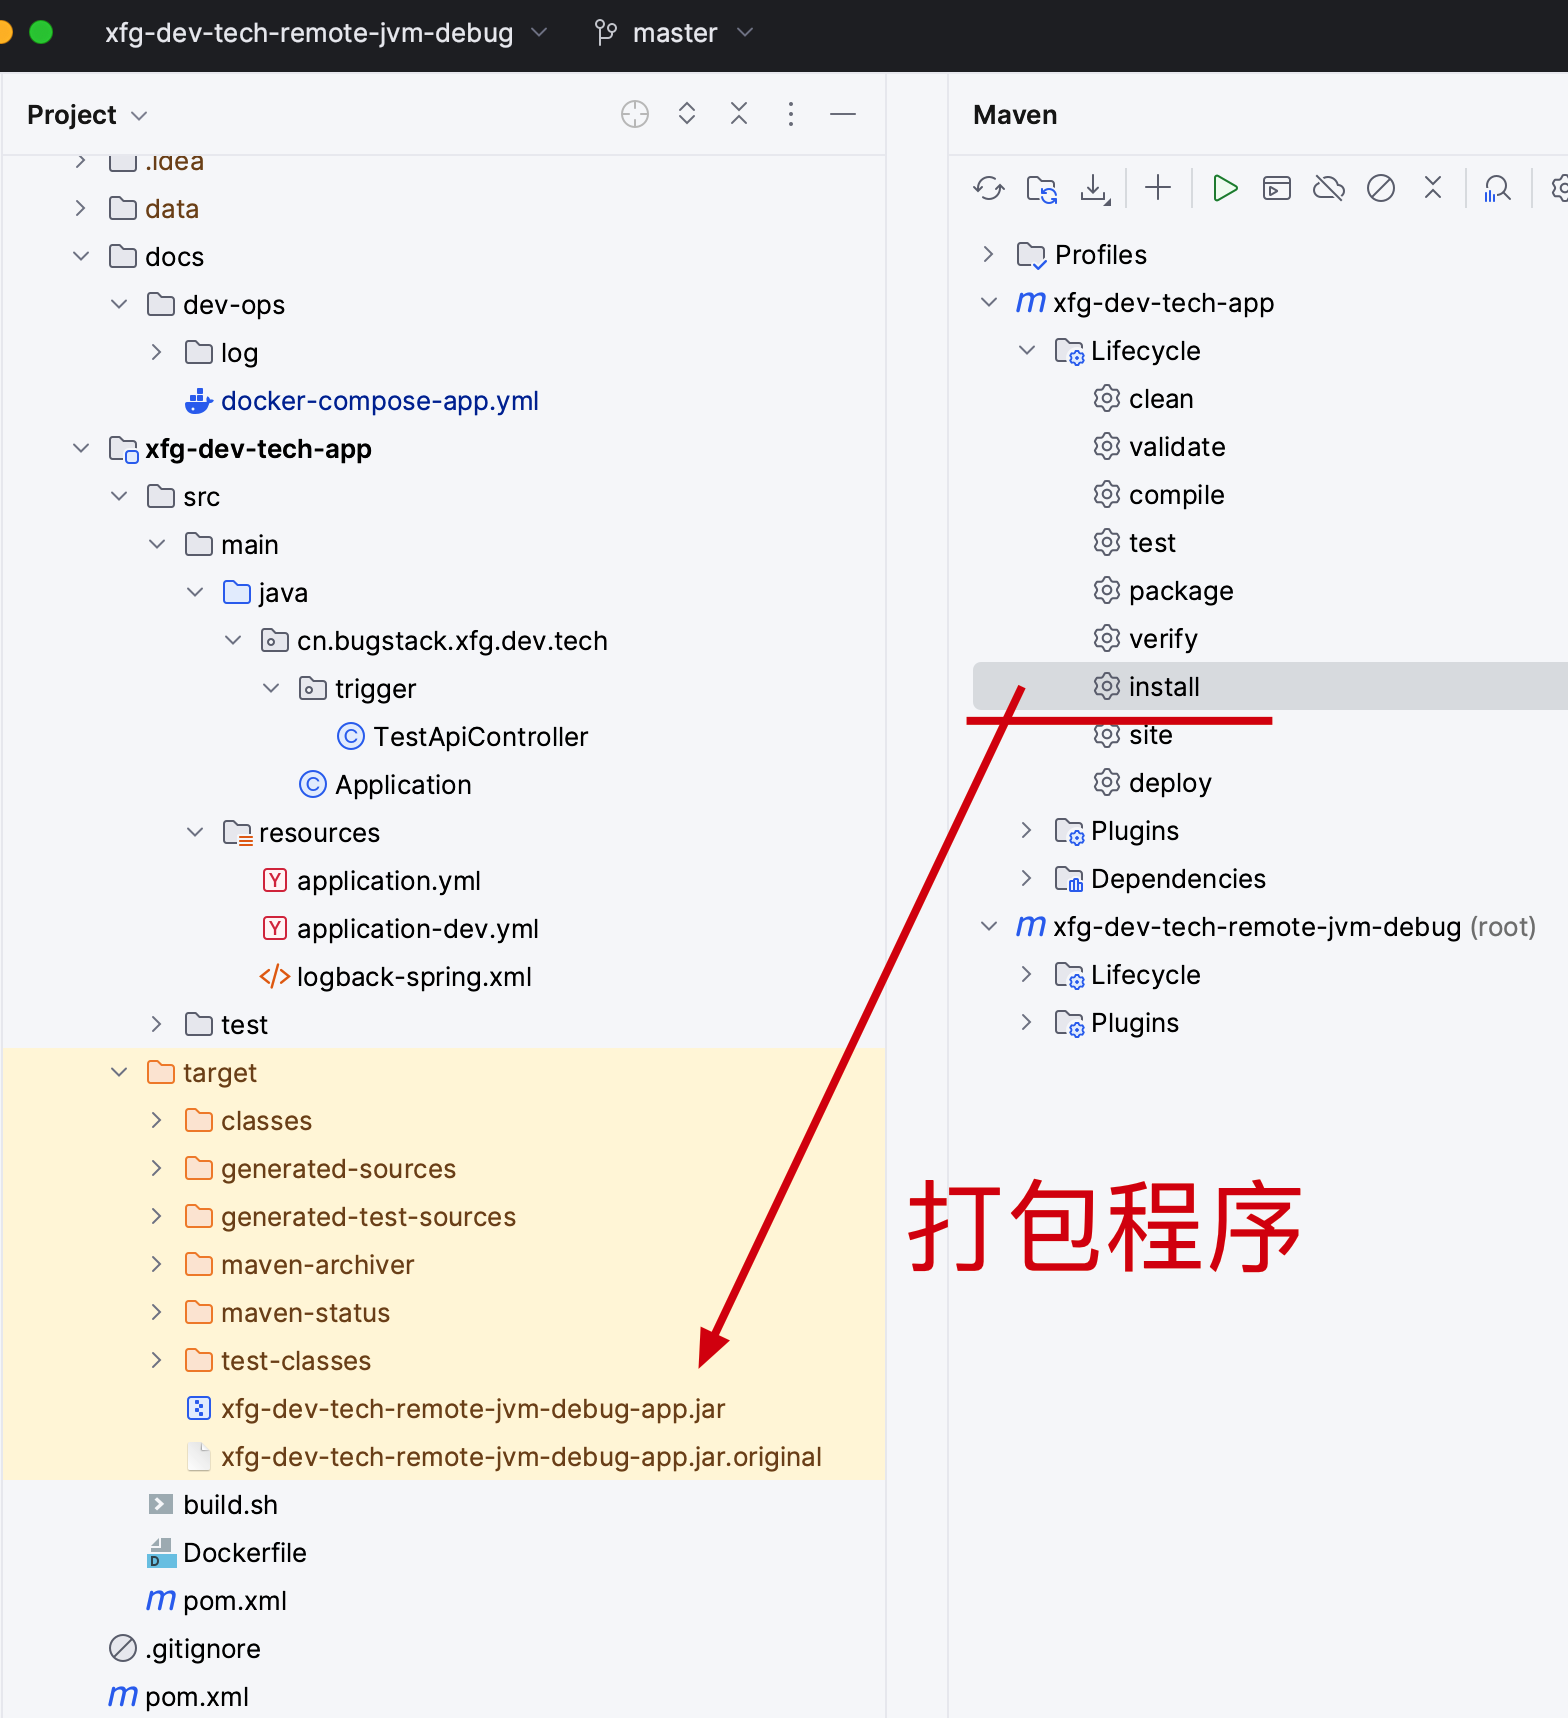 xfg-dev-tech-remote-jvm-debug master
Project
.idea
data
docs
dev-ops
log
docker-compose-app.yml
xfg-dev-tech-app
src
main
java
cn.bugstack.xfg.dev.tech
trigger
TestApiController
Application
resources
application.yml
application-dev.yml
logback-spring.xml
test
target
classes
generated-sources
generated-test-sources
maven-archiver
maven-status
test-classes
xfg-dev-tech-remote-jvm-debug-app.jar
xfg-dev-tech-remote-jvm-debug-app.jar.original
build.sh
Dockerfile
pom.xml
.gitignore
pom.xml
Maven
Profiles
xfg-dev-tech-app
Lifecycle
clean
validate
compile
test
package
verify
install
site
deploy
Plugins
Dependencies
xfg-dev-tech-remote-jvm-debug (root)
Lifecycle
Plugins
打包程序